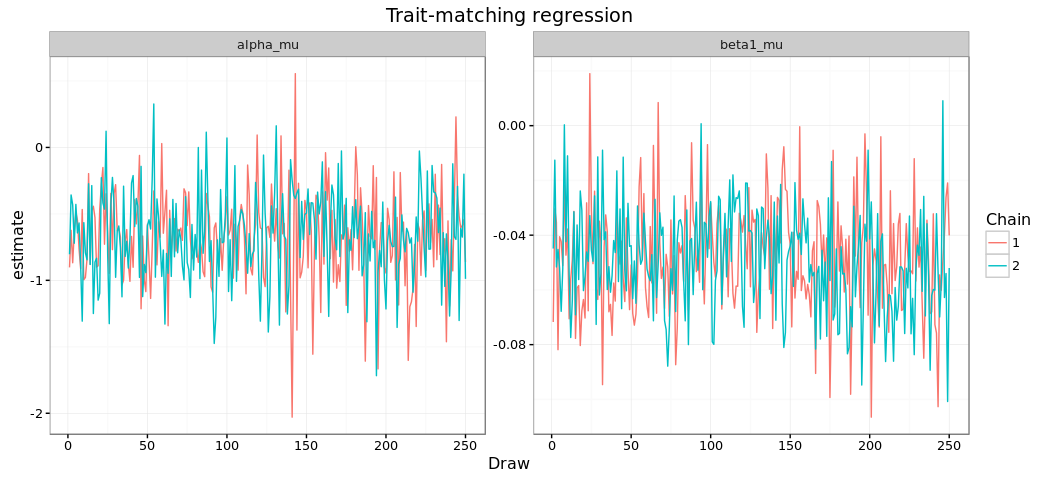 Trait-matching regression
alpha_mu
beta1_mu
estimate
0
-1
-2
0.00
-0.04
-0.08
0 50 100 150 200 250
0 50 100 150 200 250
Draw
Chain
1
2